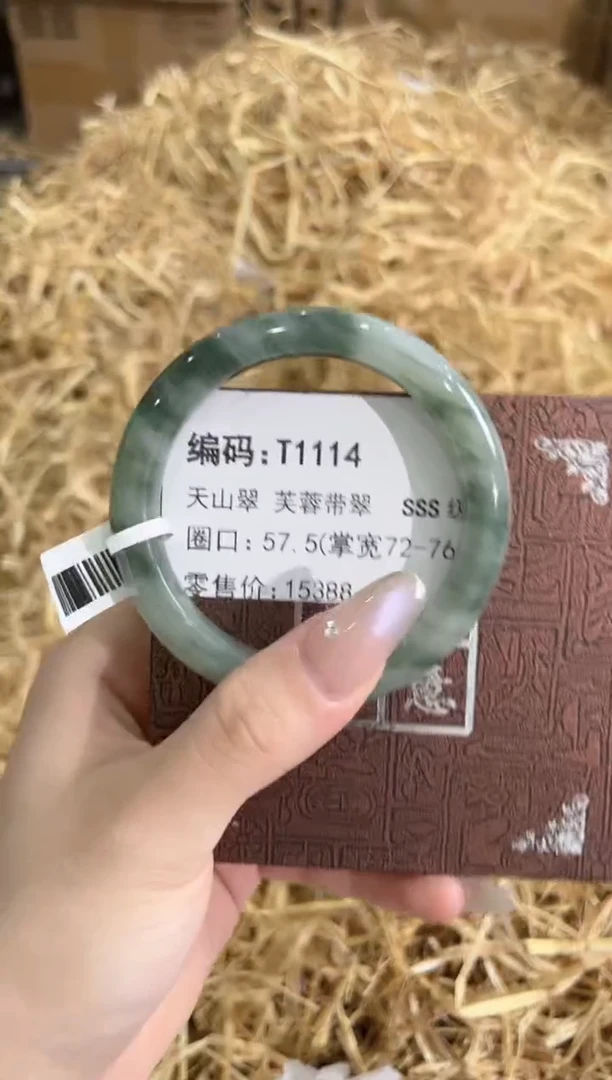 编码:T1114
天山翠 芙蓉带翠 SSS
圈口:57.5(掌宽72-76
零售价:15388